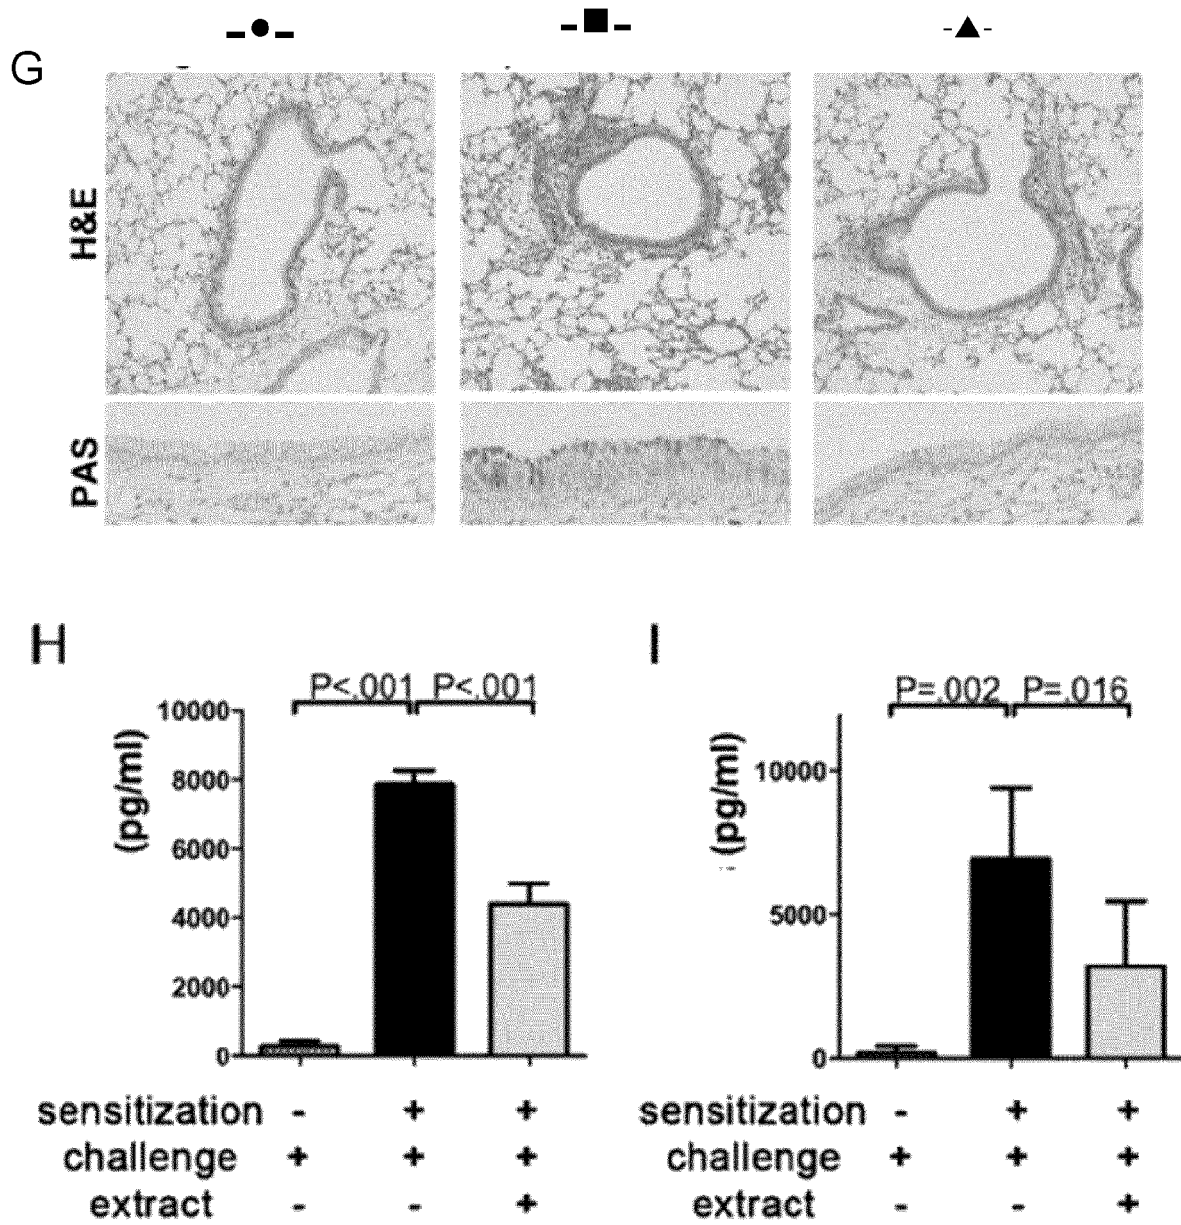 G
H&E
PAS
H
P<.001 P<.001
(pg/ml)
10000
8000
6000
4000
2000
0
sensitization - + +
challenge + + +
extract - - +
I
P=.002 P=.016
(pg/ml)
10000
5000
0
sensitization - + +
challenge + + +
extract - - +